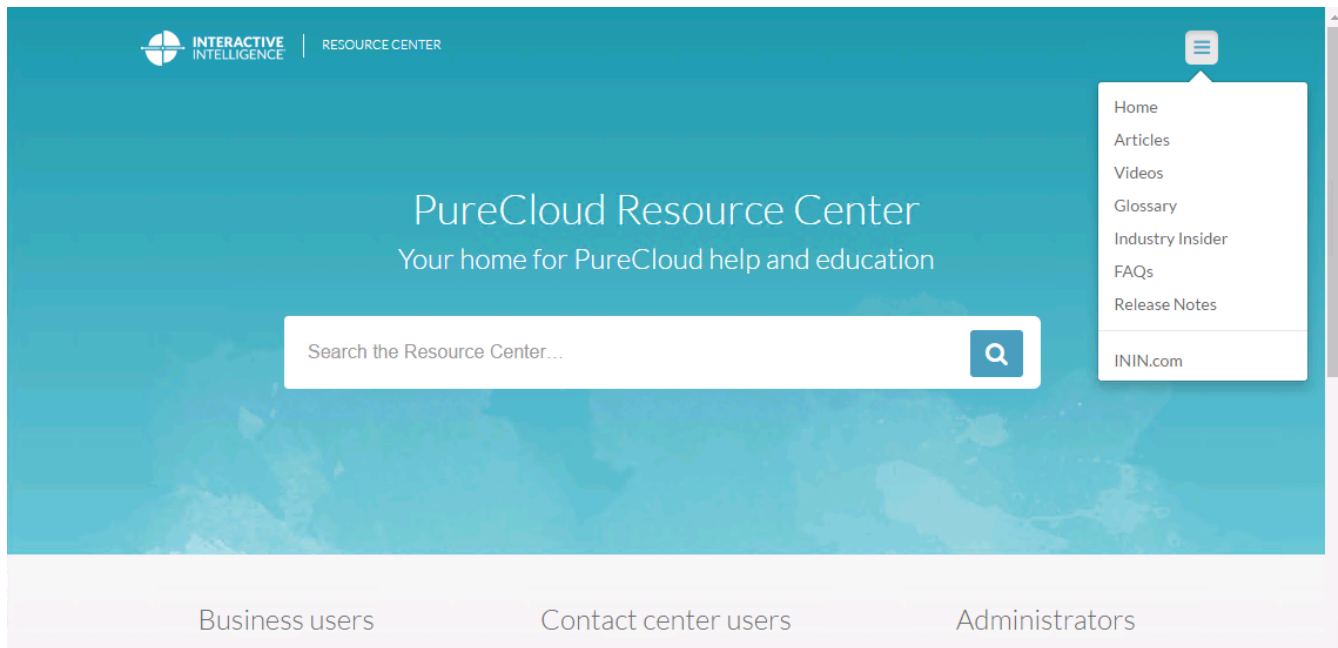 INTERACTIVE
INTELLIGENCE
RESOURCE CENTER
Home
Articles
Videos
Glossary
Industry Insider
FAQs
Release Notes
ININ.com
PureCloud Resource Center
Your home for PureCloud help and education
Search the Resource Center...
Business users
Contact center users
Administrators